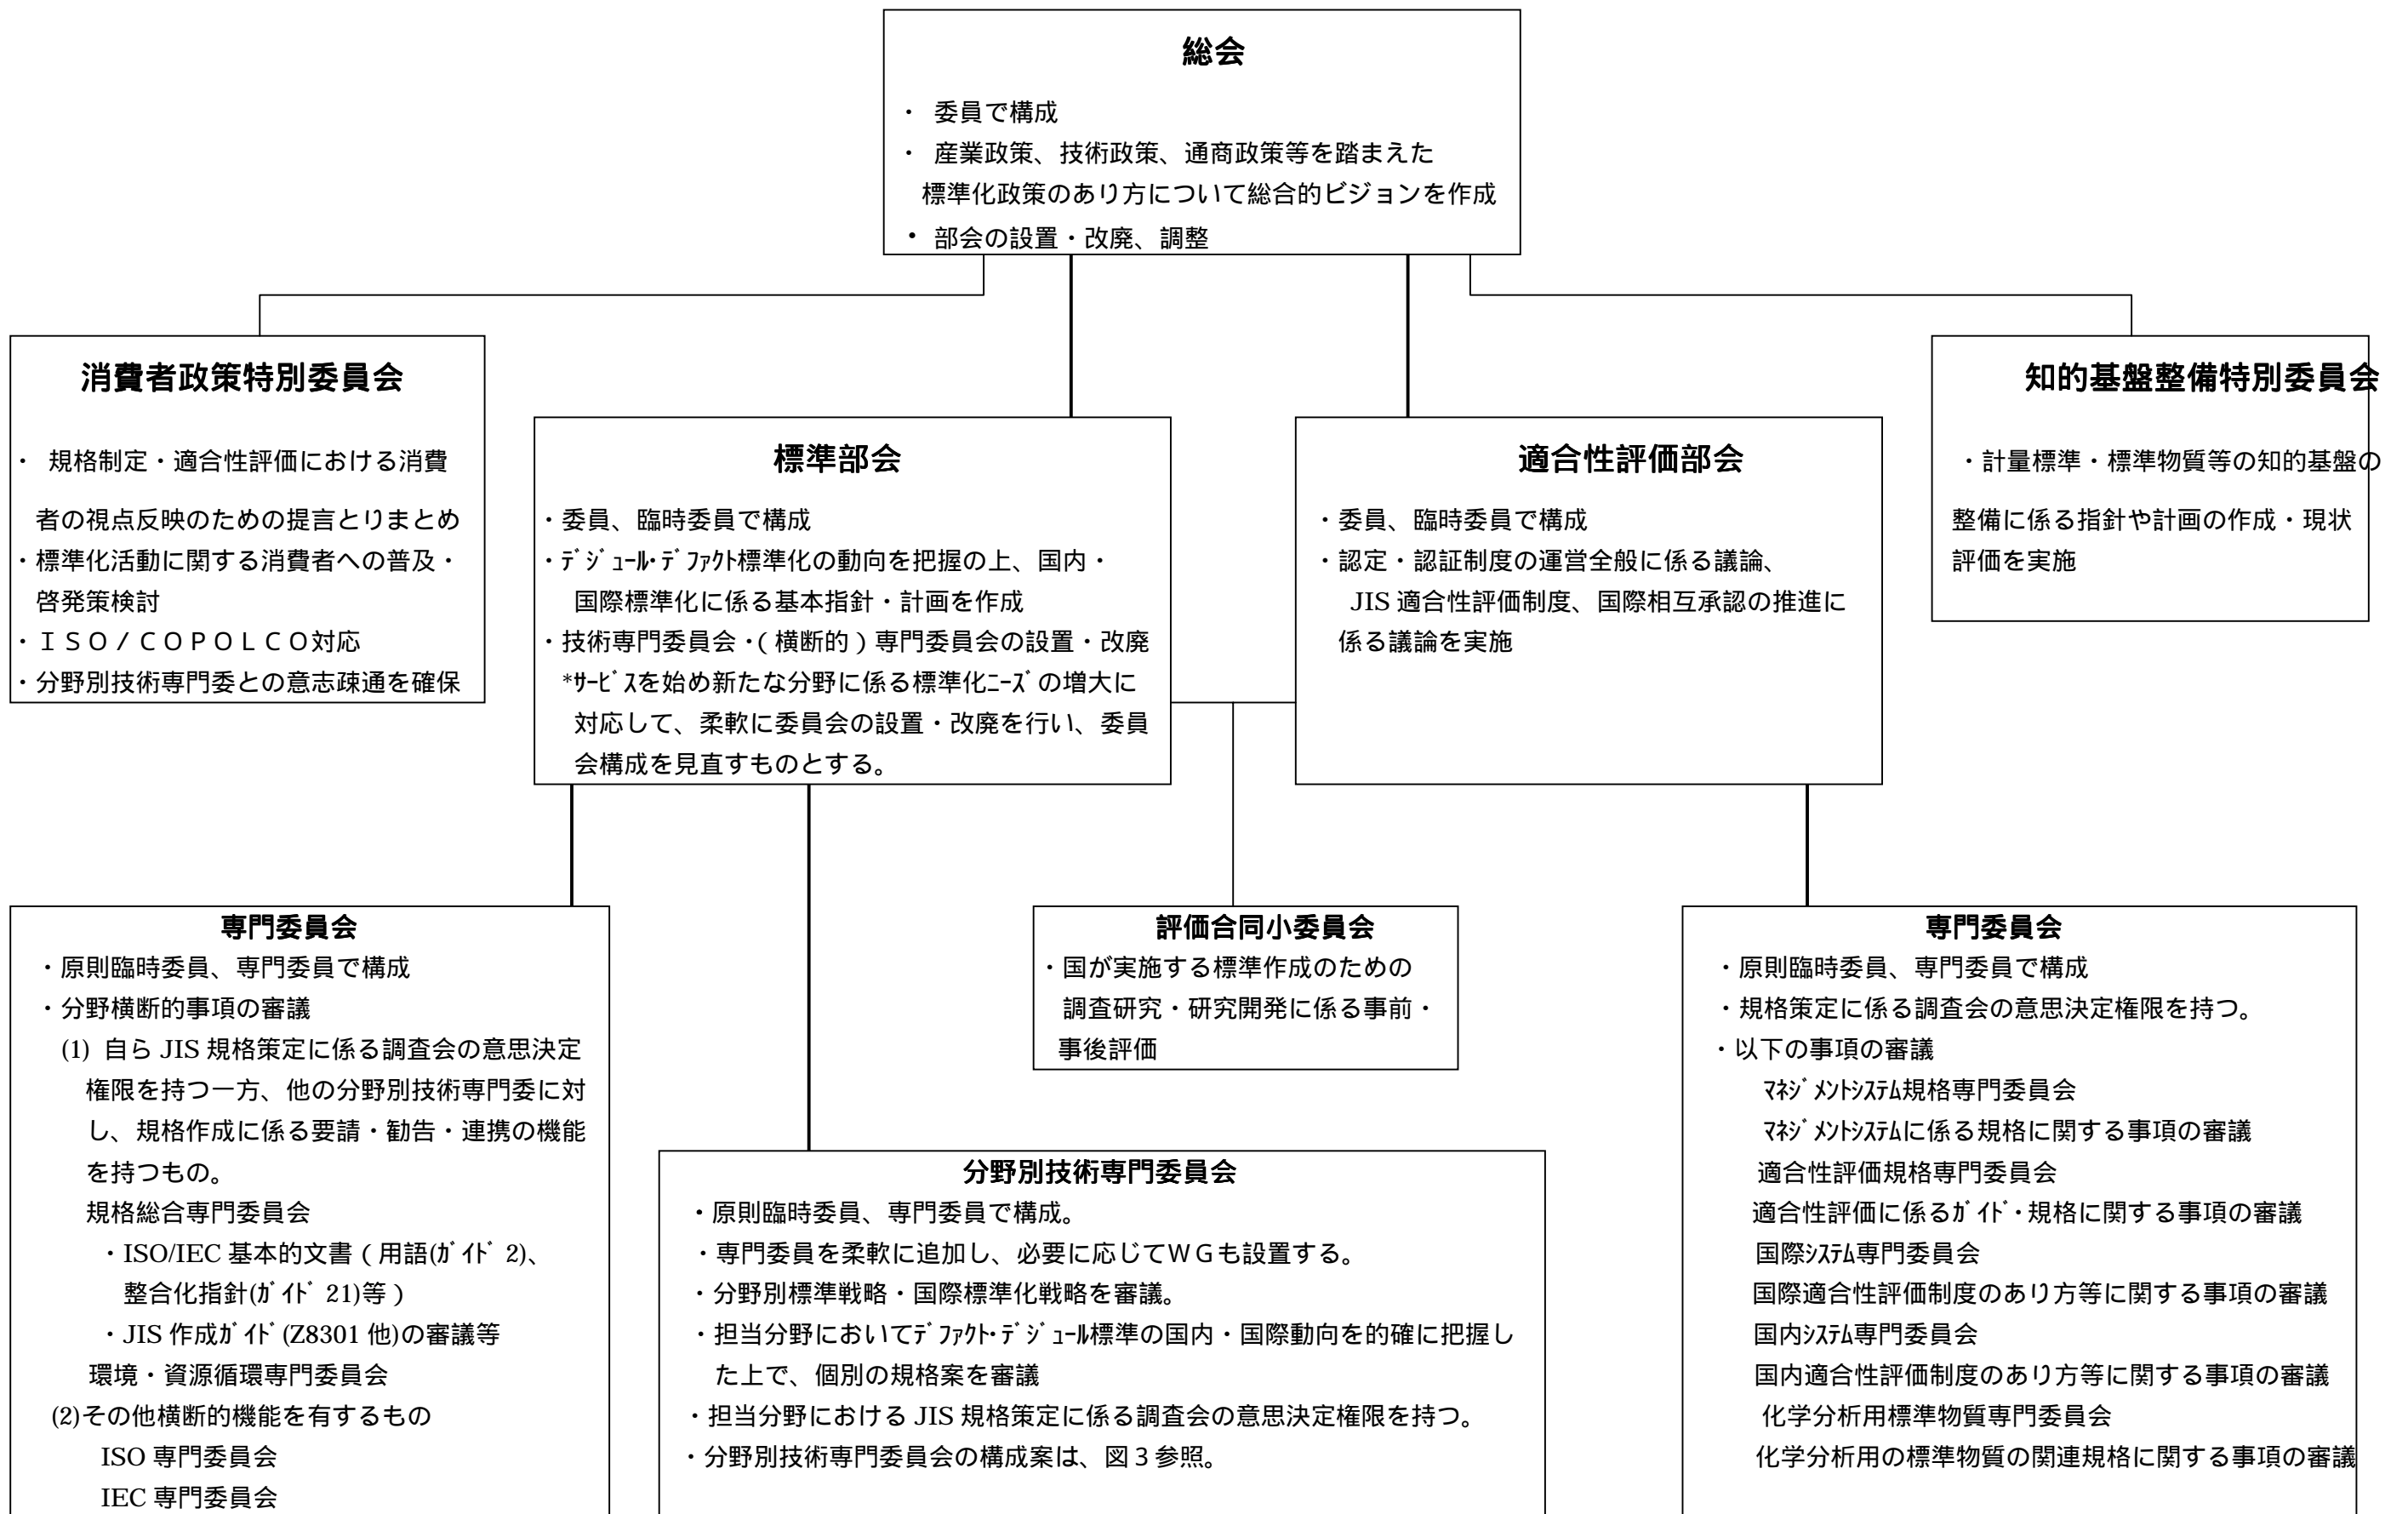 総会
・ 委員で構成
・ 産業政策、技術政策、通商政策等を踏まえた
標準化政策のあり方について総合的ビジョンを作成
・ 部会の設置・改廃、調整
消費者政策特別委員会
・ 規格制定・適合性評価における消費
者の視点反映のための提言とりまとめ
・標準化活動に関する消費者への普及・
啓発策検討
・ＩＳＯ／ＣＯＰＯＬＣＯ対応
・分野別技術専門委との意志疎通を確保
標準部会
・委員、臨時委員で構成
・ﾃﾞｼﾞｭｰﾙ・ﾃﾞﾌｧｸﾄ標準化の動向を把握の上、国内・
国際標準化に係る基本指針・計画を作成
・技術専門委員会・（横断的）専門委員会の設置・改廃
*ｻｰﾋﾞｽを始め新たな分野に係る標準化ﾆｰｽﾞの増大に
対応して、柔軟に委員会の設置・改廃を行い、委員
会構成を見直すものとする。
適合性評価部会
・委員、臨時委員で構成
・認定・認証制度の運営全般に係る議論、
JIS 適合性評価制度、国際相互承認の推進に
係る議論を実施
知的基盤整備特別委員会
・計量標準・標準物質等の知的基盤の
整備に係る指針や計画の作成・現状
評価を実施
専門委員会
・原則臨時委員、専門委員で構成
・分野横断的事項の審議
(1) 自ら JIS 規格策定に係る調査会の意思決定
権限を持つ一方、他の分野別技術専門委に対
し、規格作成に係る要請・勧告・連携の機能
を持つもの。
規格総合専門委員会
・ISO/IEC 基本的文書（用語(ｶﾞｲﾄﾞ 2)、
整合化指針(ｶﾞｲﾄﾞ 21)等）
・JIS 作成ｶﾞｲﾄﾞ(Z8301 他)の審議等
環境・資源循環専門委員会
(2)その他横断的機能を有するもの
ISO 専門委員会
IEC 専門委員会
評価合同小委員会
・国が実施する標準作成のための
調査研究・研究開発に係る事前・
事後評価
分野別技術専門委員会
・原則臨時委員、専門委員で構成。
・専門委員を柔軟に追加し、必要に応じてＷＧも設置する。
・分野別標準戦略・国際標準化戦略を審議。
・担当分野においてﾃﾞﾌｧｸﾄ・ﾃﾞｼﾞｭｰﾙ標準の国内・国際動向を的確に把握し
た上で、個別の規格案を審議
・担当分野における JIS 規格策定に係る調査会の意思決定権限を持つ。
・分野別技術専門委員会の構成案は、図３参照。
専門委員会
・原則臨時委員、専門委員で構成
・規格策定に係る調査会の意思決定権限を持つ。
・以下の事項の審議
ﾏﾈｼﾞﾒﾝﾄｼｽﾃﾑ規格専門委員会
ﾏﾈｼﾞﾒﾝﾄｼｽﾃﾑに係る規格に関する事項の審議
適合性評価規格専門委員会
適合性評価に係るｶﾞｲﾄﾞ・規格に関する事項の審議
国際ｼｽﾃﾑ専門委員会
国際適合性評価制度のあり方等に関する事項の審議
国内ｼｽﾃﾑ専門委員会
国内適合性評価制度のあり方等に関する事項の審議
化学分析用標準物質専門委員会
化学分析用の標準物質の関連規格に関する事項の審議